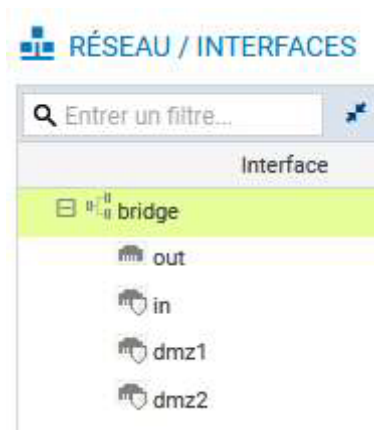 RÉSEAU / INTERFACES
Entrer un filtre...
Interface
bridge
out
in
dmz1
dmz2